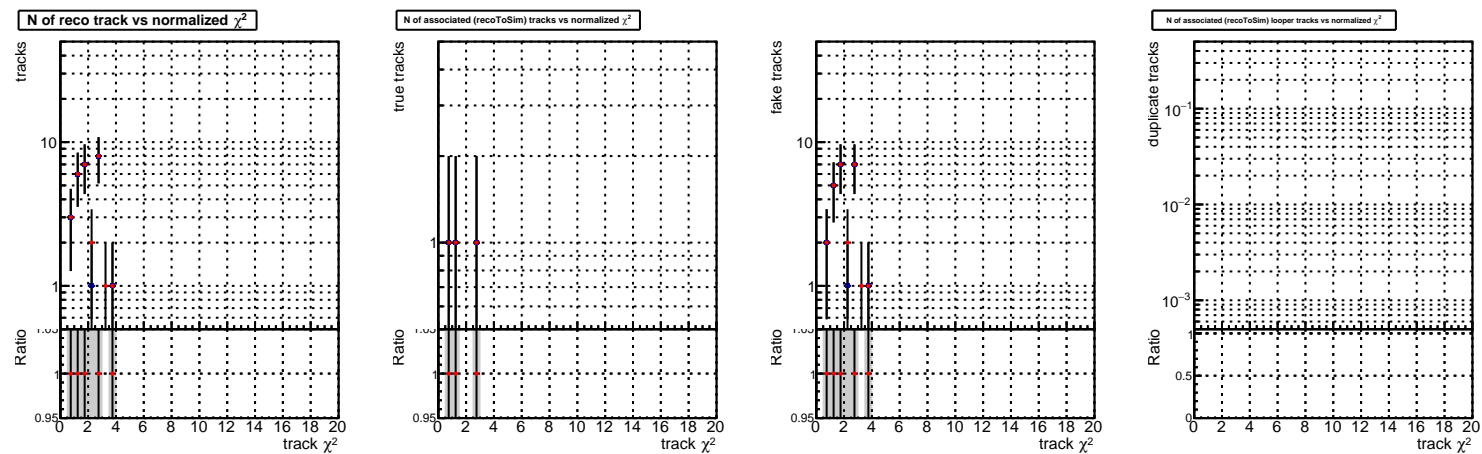 N of reco track vs normalized χ²
tracks
10
1
Ratio
1.05
1
0.95
0 2 4 6 8 10 12 14 16 18 20
track χ²
N of associated (recoToSim) tracks vs normalized χ²
true tracks
1
Ratio
1.05
1
0.95
0 2 4 6 8 10 12 14 16 18 20
track χ²
fake tracks
10
1
Ratio
1.05
1
0.95
0 2 4 6 8 10 12 14 16 18 20
track χ²
N of associated (recoToSim) looper tracks vs normalized χ²
duplicate tracks
10⁻¹
10⁻²
10⁻³
Ratio
1
0.5
0
0 2 4 6 8 10 12 14 16 18 20
track χ²